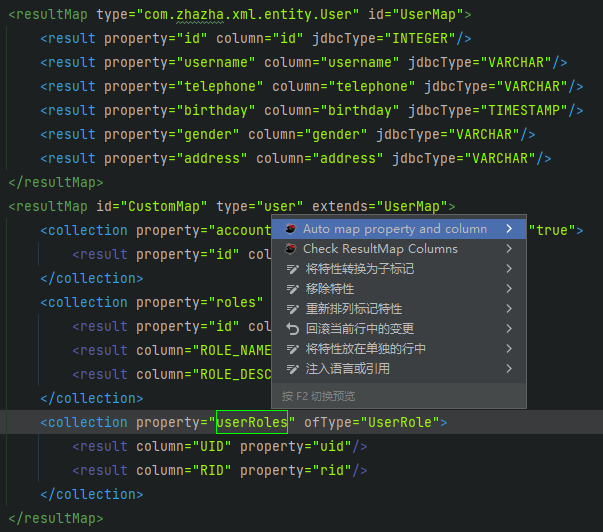 <resultMap type="com.zhazha.xml.entity.User" id="UserMap">
<result property="id" column="id" jdbcType="INTEGER"/>
<result property="username" column="username" jdbcType="VARCHAR"/>
<result property="telephone" column="telephone" jdbcType="VARCHAR"/>
<result property="birthday" column="birthday" jdbcType="TIMESTAMP"/>
<result property="gender" column="gender" jdbcType="VARCHAR"/>
<result property="address" column="address" jdbcType="VARCHAR"/>
</resultMap>
<resultMap id="CustomMap" type="user" extends="UserMap">
<collection property="account "true">
<result property="id" col
</collection>
<collection property="roles"
<result property="id" col
<result column="ROLE_NAME
<result column="ROLE_DESC
</collection>
<collection property="userRoles" ofType="UserRole">
<result column="UID" property="uid"/>
<result column="RID" property="rid"/>
</collection>
</resultMap>
Auto map property and column
Check ResultMap Columns
将特性转换为子标记
移除特性
重新排列标记特性
回滚当前行中的变更
将特性放在单独的行中
注入语言或引用
按 F2 切换预览